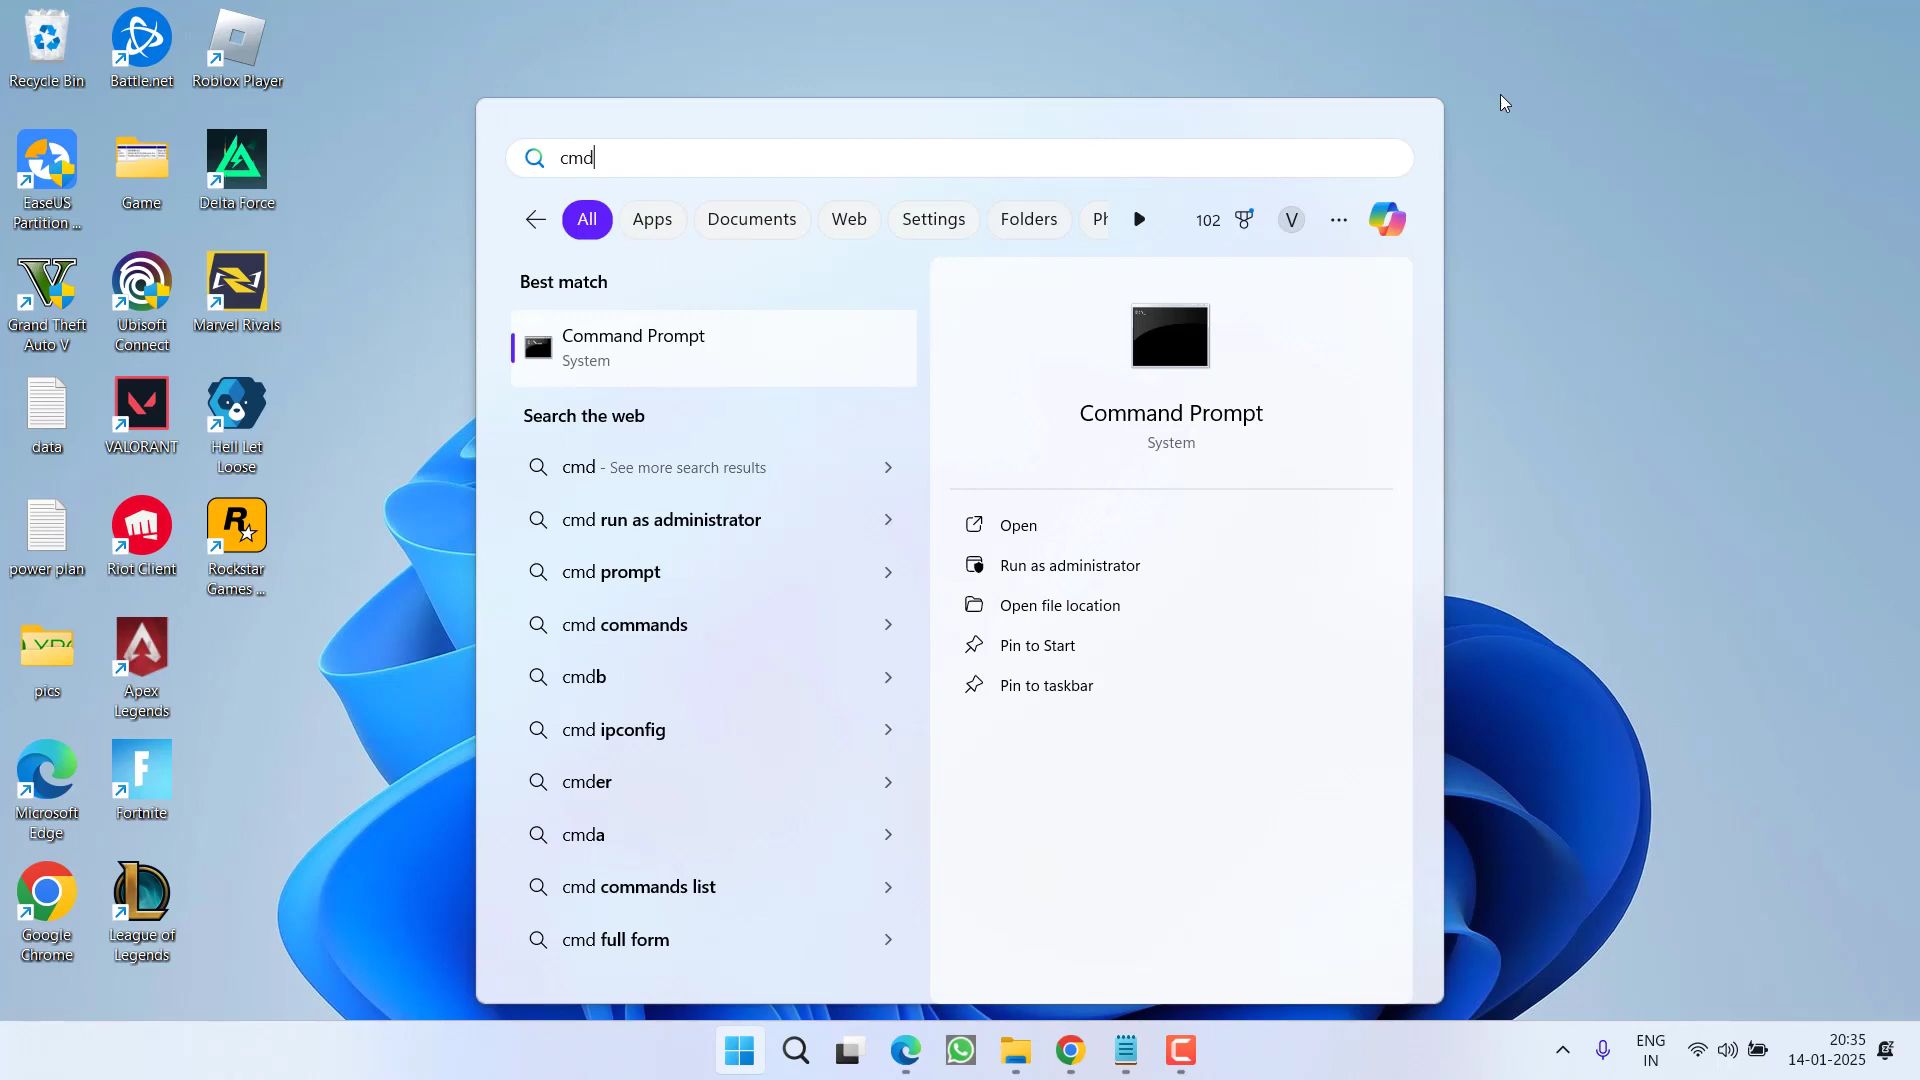 Recycle Bin
Battle.net
Roblox Player
EaseUS
Partition ...
Game
Delta Force
Grand Theft
Auto V
Ubisoft
Connect
Marvel Rivals
data
VALORANT
Hell Let
Loose
power plan
Riot Client
Rockstar
Games ...
pics
Apex
Legends
Microsoft
Edge
Fortnite
Google
Chrome
League of
Legends
cmd
All
Apps
Documents
Web
Settings
Folders
Ph
102
V
...
Best match
Command Prompt
System
Search the web
cmd - See more search results
cmd run as administrator
cmd prompt
cmd commands
cmdb
cmd ipconfig
cmder
cmda
cmd commands list
cmd full form
Command Prompt
System
Open
Run as administrator
Open file location
Pin to Start
Pin to taskbar
ENG
IN
20:35
14-01-2025